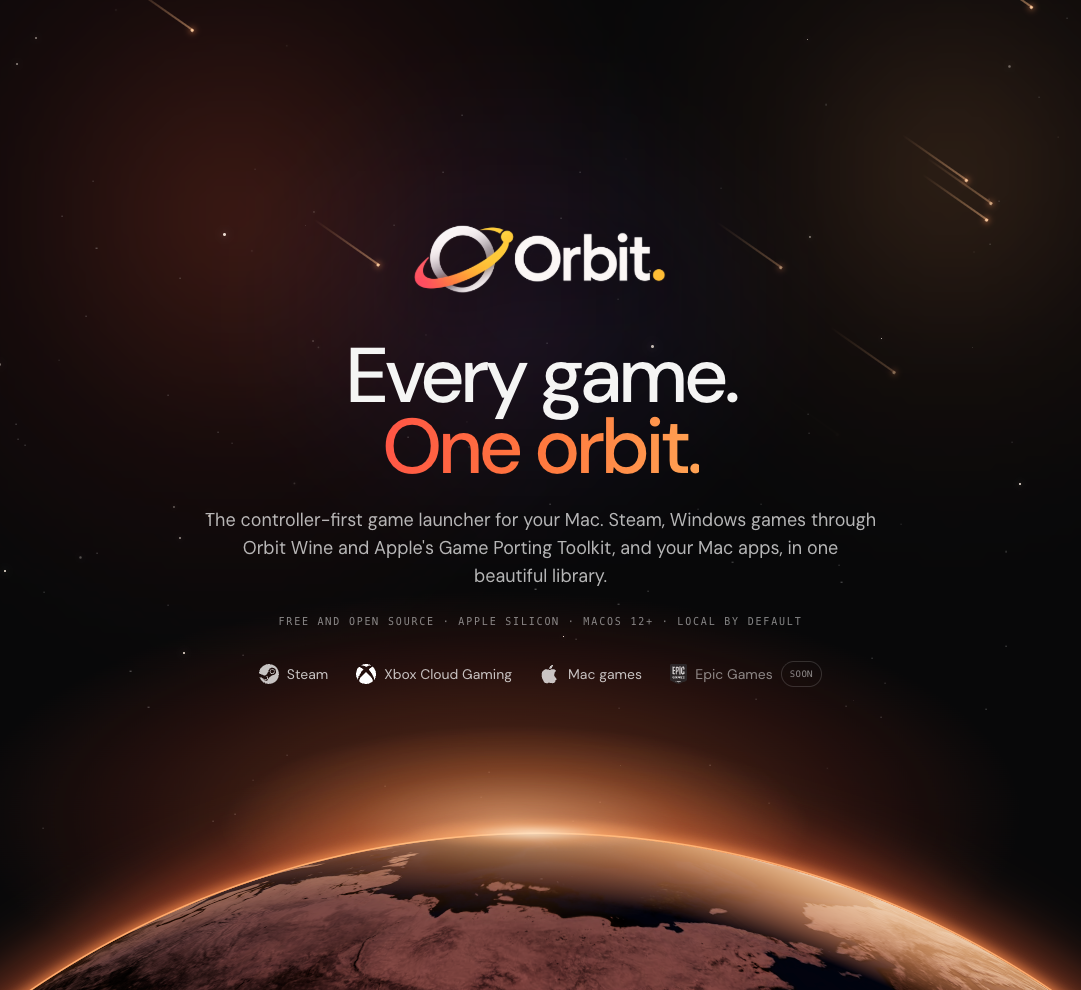 Orbit.
Every game.
One orbit.
The controller-first game launcher for your Mac. Steam, Windows games through
Orbit Wine and Apple's Game Porting Toolkit, and your Mac apps, in one
beautiful library.
FREE AND OPEN SOURCE · APPLE SILICON · MACOS 12+ · LOCAL BY DEFAULT
Steam Xbox Cloud Gaming Mac games EPIC GAMES Epic Games SOON